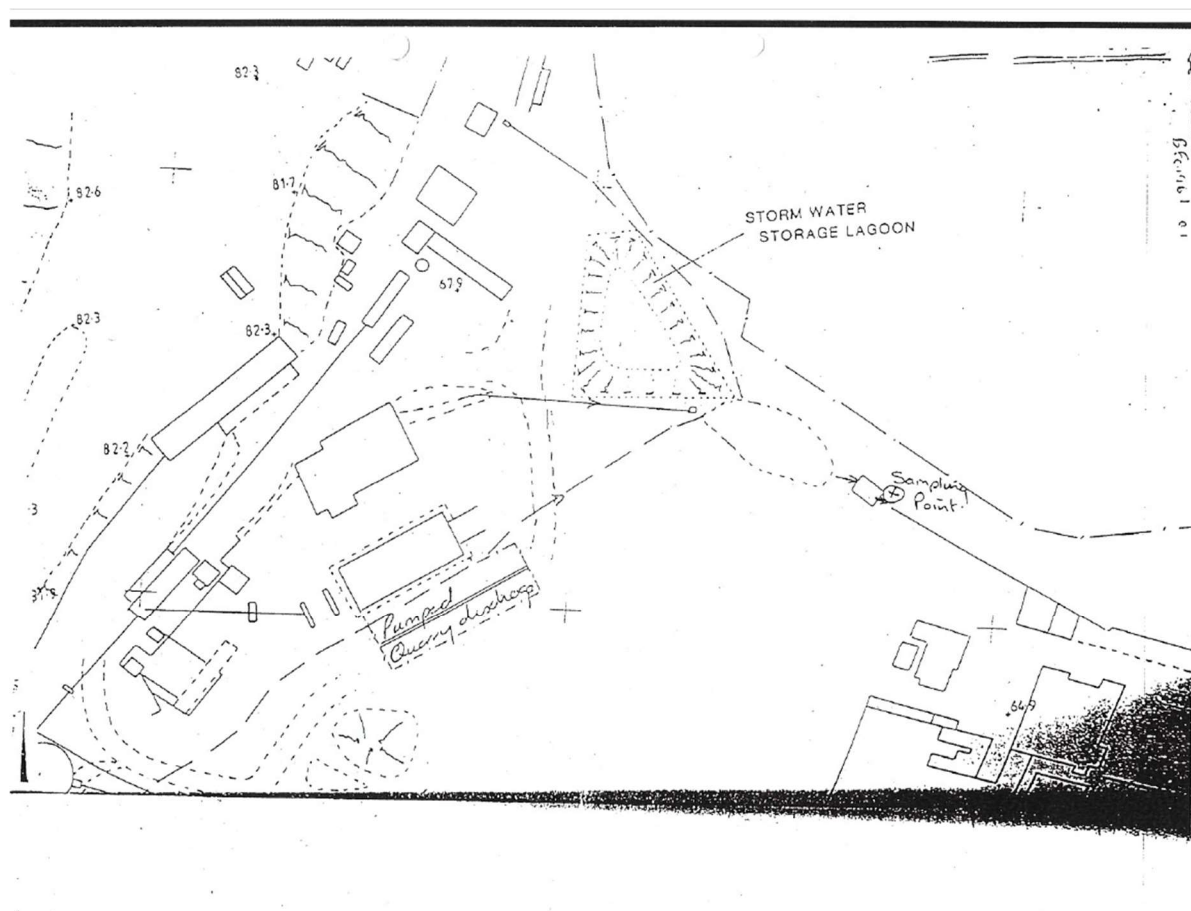 82·3
82·6
81·7
STORM WATER
STORAGE LAGOON
67.9
82·3
82·3
82·2
Sampling
Point.
Pumped
Quarry discharge
64·9